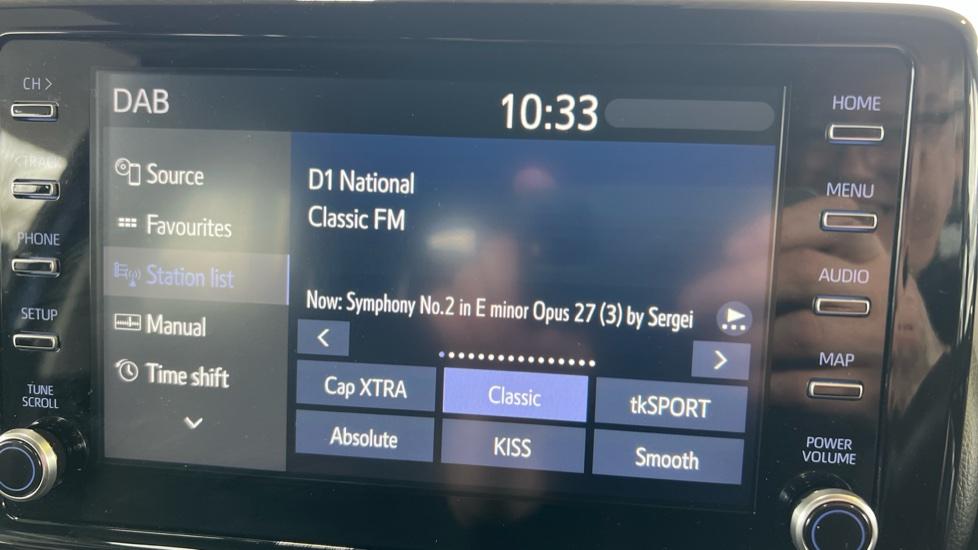 CH >
< TRACK
PHONE
SETUP
TUNE
SCROLL
DAB
10:33
Source
Favourites
Station list
Manual
Time shift
D1 National
Classic FM
Now: Symphony No.2 in E minor Opus 27 (3) by Sergei
Cap XTRA
Classic
tkSPORT
Absolute
KISS
Smooth
HOME
MENU
AUDIO
MAP
POWER
VOLUME